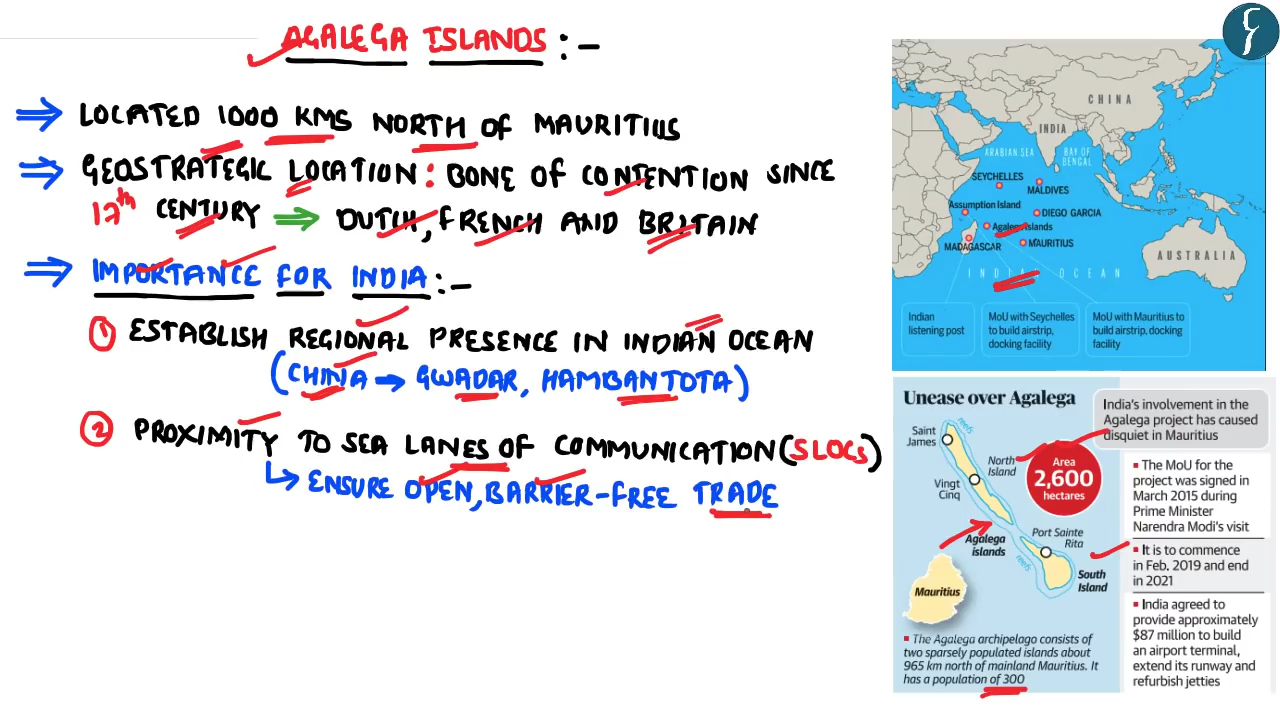 AGALEGA ISLANDS :-
⇒ LOCATED 1000 KMS NORTH OF MAURITIUS
⇒ GEOSTRATEGIC LOCATION : BONE OF CONTENTION SINCE
17th CENTURY ⇒ DUTCH, FRENCH AND BRITAIN
⇒ IMPORTANCE FOR INDIA :-
① ESTABLISH REGIONAL PRESENCE IN INDIAN OCEAN
(CHINA → GWADAR, HAMBANTOTA)
② PROXIMITY TO SEA LANES OF COMMUNICATION (SLOCS)
↳ ENSURE OPEN, BARRIER-FREE TRADE
CHINA
INDIA
ARABIAN SEA
BAY OF
BENGAL
SEYCHELLES
MALDIVES
Assumption Island
DIEGO GARCIA
Agalega Islands
MADAGASCAR
MAURITIUS
AUSTRALIA
INDIAN OCEAN
Indian
listening post
MoU with Seychelles
to build airstrip,
docking facility
MoU with Mauritius to
build airstrip, docking
facility
Unease over Agalega
India's involvement in the
Agalega project has caused
disquiet in Mauritius
Saint
James
reefs
North
Island
Area
2,600
hectares
Vingt
Cinq
Port Sainte
Rita
Agalega
islands
reefs
South
Island
Mauritius
▪ The Agalega archipelago consists of
two sparsely populated islands about
965 km north of mainland Mauritius. It
has a population of 300
▪ The MoU for the
project was signed in
March 2015 during
Prime Minister
Narendra Modi's visit
▪ It is to commence
in Feb. 2019 and end
in 2021
▪ India agreed to
provide approximately
$87 million to build
an airport terminal,
extend its runway and
refurbish jetties